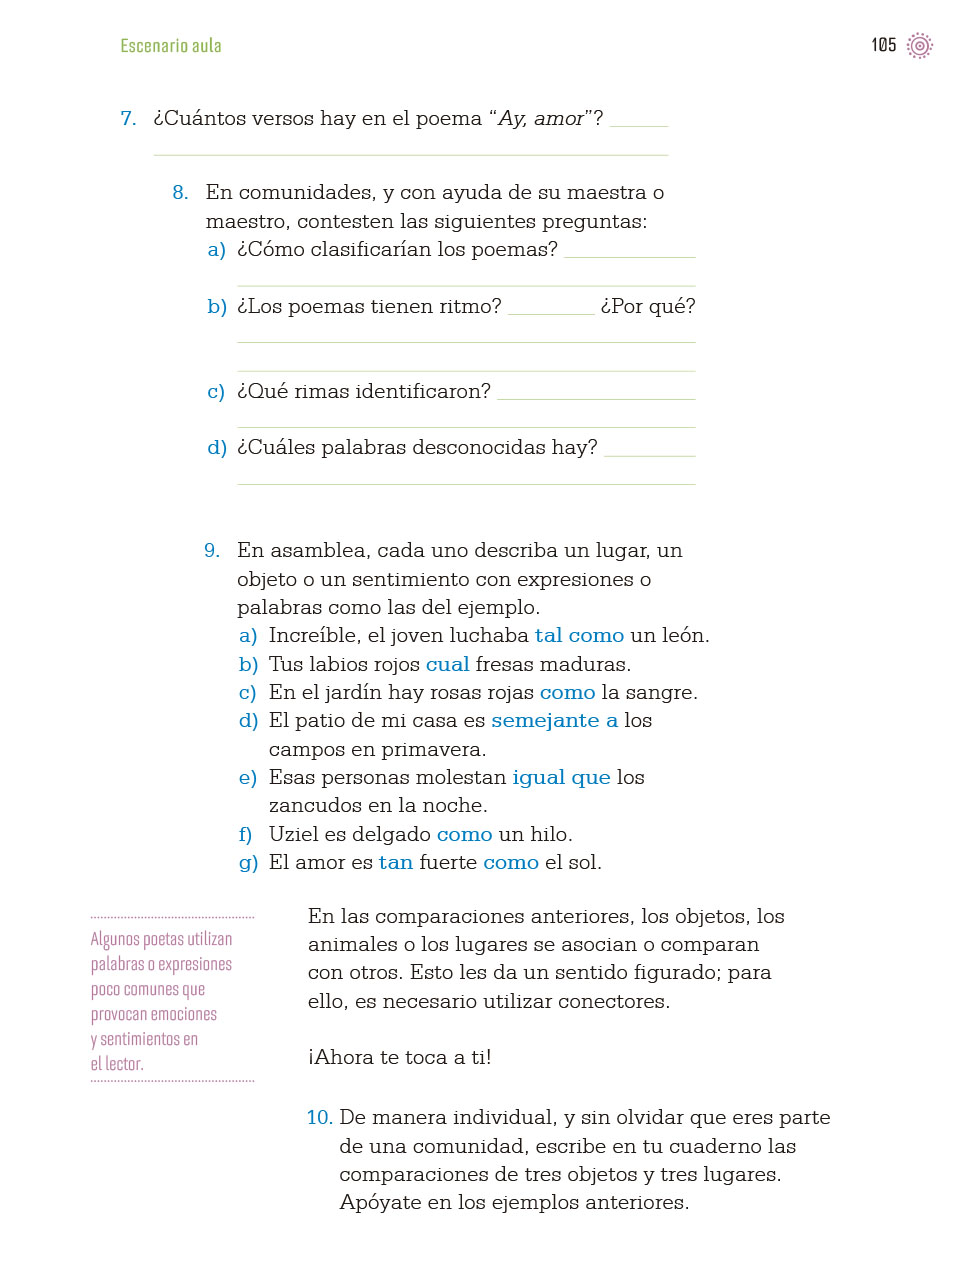 Escenario aula
105
7. ¿Cuántos versos hay en el poema “Ay, amor”?
8. En comunidades, y con ayuda de su maestra o
maestro, contesten las siguientes preguntas:
a) ¿Cómo clasificarían los poemas?
b) ¿Los poemas tienen ritmo? ¿Por qué?
c) ¿Qué rimas identificaron?
d) ¿Cuáles palabras desconocidas hay?
9. En asamblea, cada uno describa un lugar, un
objeto o un sentimiento con expresiones o
palabras como las del ejemplo.
a) Increíble, el joven luchaba tal como un león.
b) Tus labios rojos cual fresas maduras.
c) En el jardín hay rosas rojas como la sangre.
d) El patio de mi casa es semejante a los
campos en primavera.
e) Esas personas molestan igual que los
zancudos en la noche.
f) Uziel es delgado como un hilo.
g) El amor es tan fuerte como el sol.
En las comparaciones anteriores, los objetos, los
animales o los lugares se asocian o comparan
con otros. Esto les da un sentido figurado; para
ello, es necesario utilizar conectores.
Algunos poetas utilizan
palabras o expresiones
poco comunes que
provocan emociones
y sentimientos en
el lector.
¡Ahora te toca a ti!
10. De manera individual, y sin olvidar que eres parte
de una comunidad, escribe en tu cuaderno las
comparaciones de tres objetos y tres lugares.
Apóyate en los ejemplos anteriores.